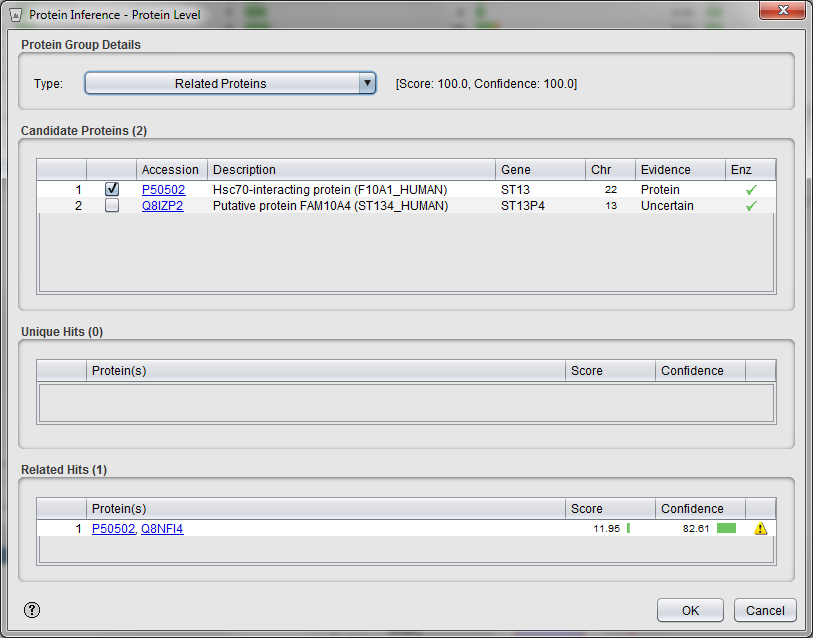 Protein Inference - Protein Level
Protein Group Details
Type: Related Proteins [Score: 100.0, Confidence: 100.0]
Candidate Proteins (2)
Accession Description Gene Chr Evidence Enz
1 P50502 Hsc70-interacting protein (F10A1_HUMAN) ST13 22 Protein
2 Q8IZP2 Putative protein FAM10A4 (ST134_HUMAN) ST13P4 13 Uncertain
Unique Hits (0)
Protein(s) Score Confidence
Related Hits (1)
Protein(s) Score Confidence
1 P50502, Q8NFI4 11.95 82.61
? OK Cancel